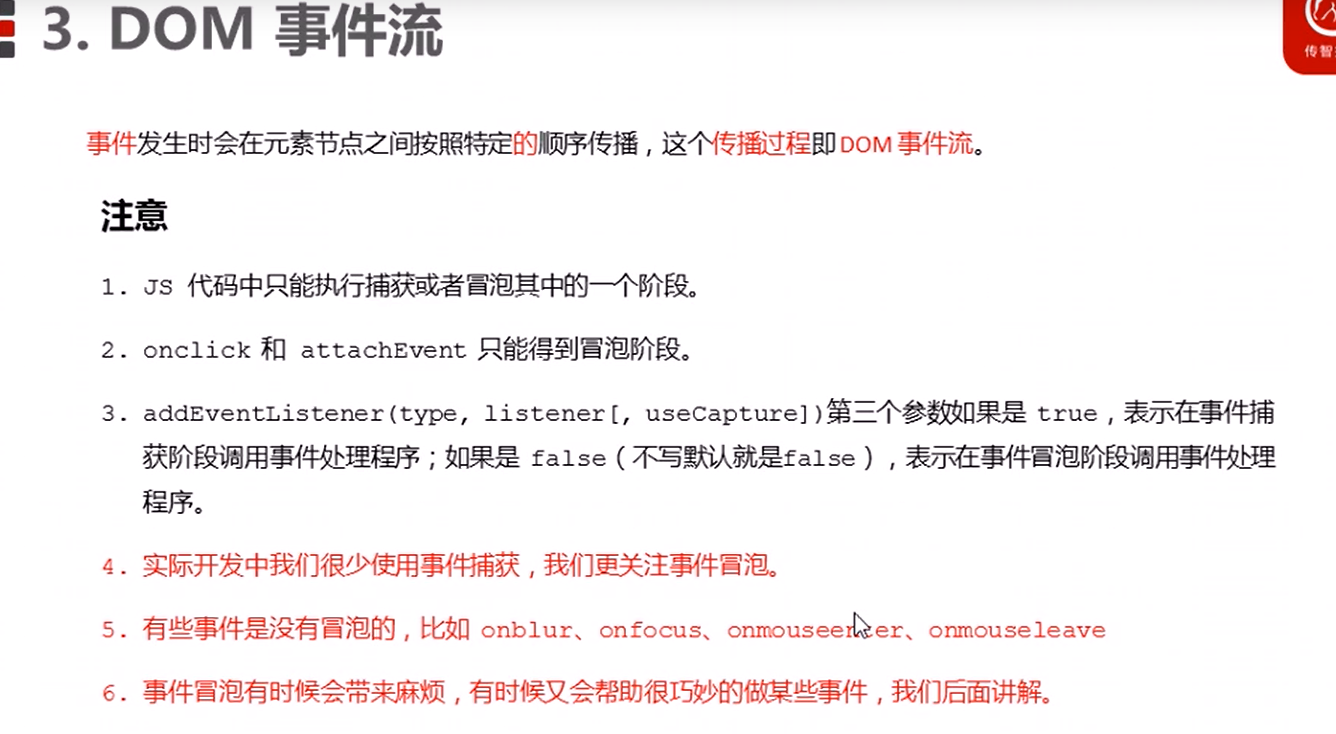 3. DOM 事件流
传智
事件发生时会在元素节点之间按照特定的顺序传播，这个传播过程即DOM 事件流。
注意
1. JS 代码中只能执行捕获或者冒泡其中的一个阶段。
2. onclick 和 attachEvent 只能得到冒泡阶段。
3. addEventListener(type, listener[, useCapture])第三个参数如果是 true，表示在事件捕
获阶段调用事件处理程序；如果是 false（不写默认就是false），表示在事件冒泡阶段调用事件处理
程序。
4. 实际开发中我们很少使用事件捕获，我们更关注事件冒泡。
5. 有些事件是没有冒泡的，比如 onblur、onfocus、onmouseenter、onmouseleave
6. 事件冒泡有时候会带来麻烦，有时候又会帮助很巧妙的做某些事件，我们后面讲解。